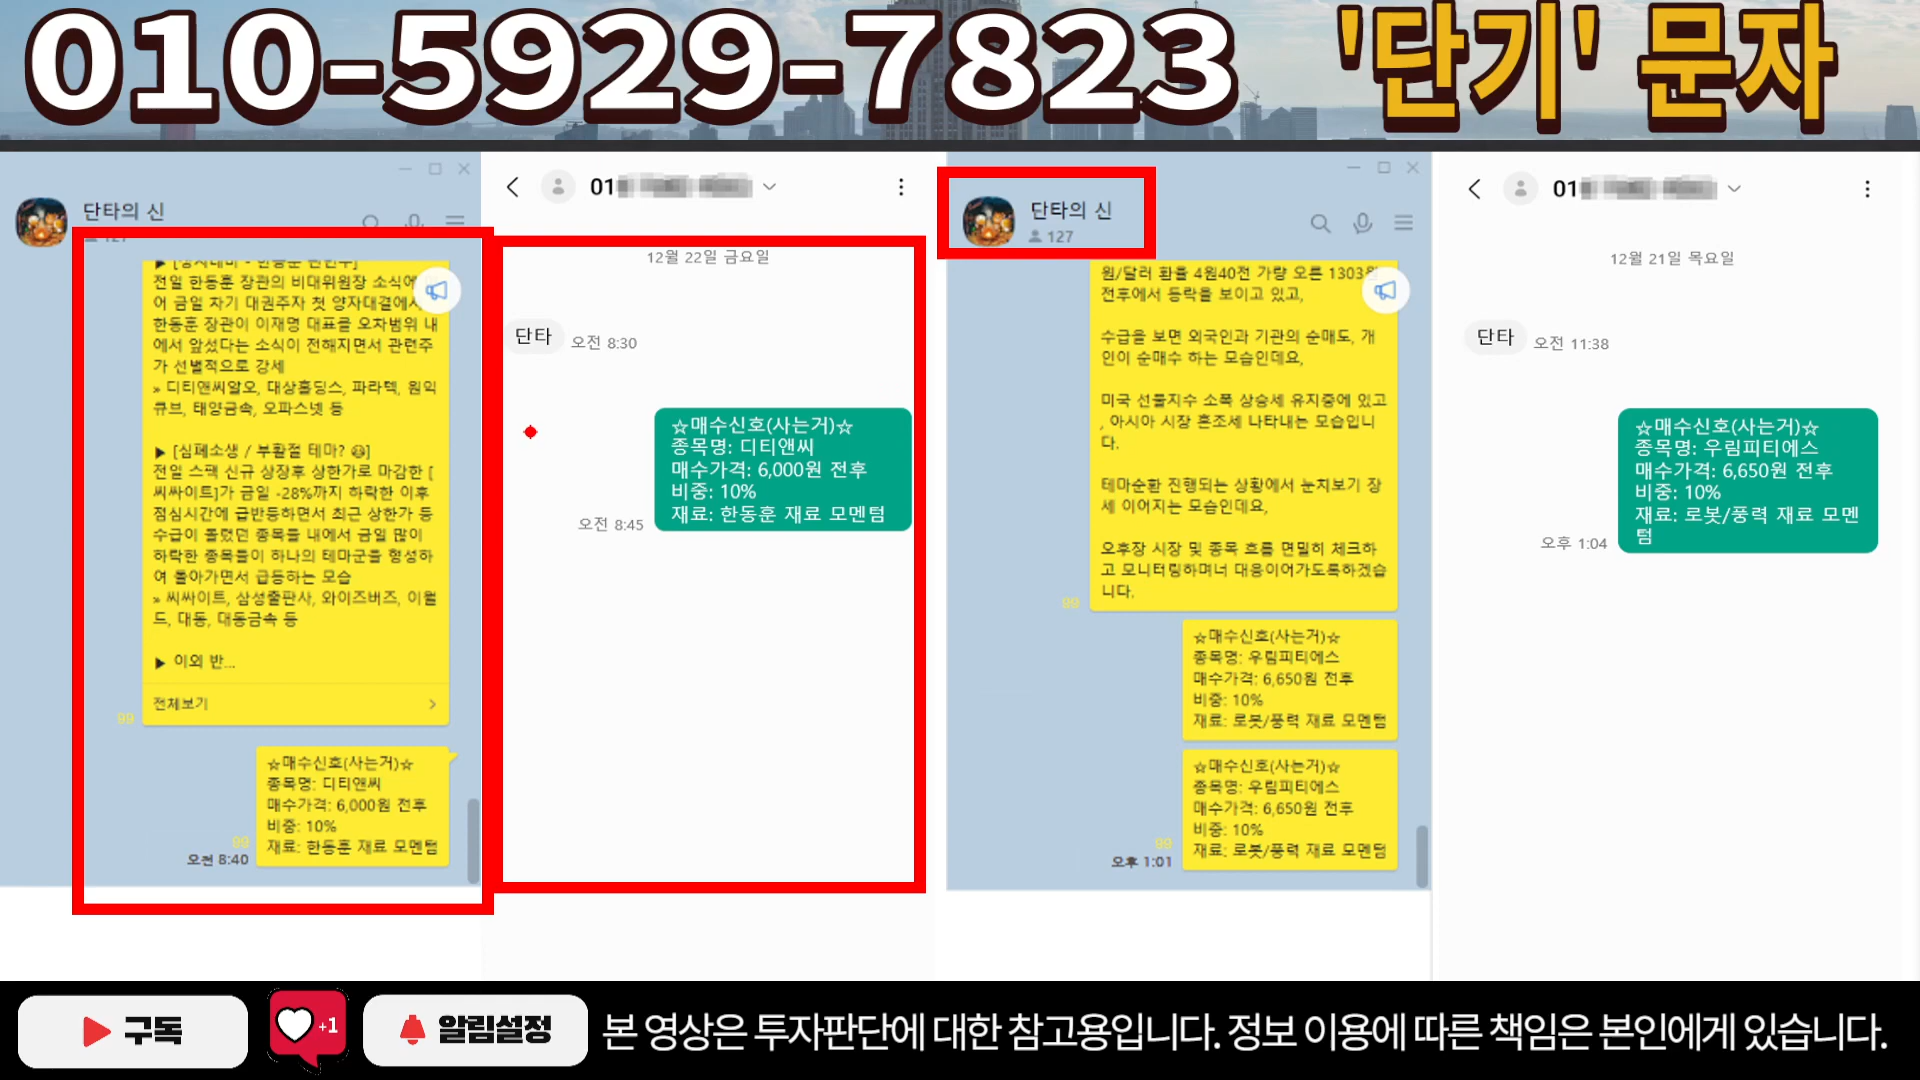 010-5929-7823 '단기' 문자
단타의 신
127
전일 한동훈 장관의 비대위원장 소식에
어 금일 차기 대권주자 첫 양자대결에서
한동훈 장관이 이재명 대표를 오차범위 내
에서 앞섰다는 소식이 전해지면서 관련주
가 선별적으로 강세
» 디티앤씨알오, 대상홀딩스, 파라텍, 원익
큐브, 태양금속, 오파스넷 등
▶ [심폐소생 / 부활절 테마? 😆]
전일 스팩 신규 상장후 상한가로 마감한 [
씨싸이트]가 금일 -28%까지 하락한 이후
점심시간에 급반등하면서 최근 상한가 등
수급이 몰렸던 종목들 내에서 금일 많이
하락한 종목들이 하나의 테마군을 형성하
여 돌아가면서 급등하는 모습
» 씨싸이트, 삼성출판사, 와이즈버즈, 이월
드, 대동, 대동금속 등
▶ 이외 반...
전체보기
99
☆매수신호(사는거)☆
종목명: 디티앤씨
매수가격: 6,000원 전후
비중: 10%
재료: 한동훈 재료 모멘텀
99
오전 8:40
01
12월 22일 금요일
단타
오전 8:30
☆매수신호(사는거)☆
종목명: 디티앤씨
매수가격: 6,000원 전후
비중: 10%
재료: 한동훈 재료 모멘텀
오전 8:45
단타의 신
127
원/달러 환율 4원40전 가량 오른 1303원
전후에서 등락을 보이고 있고,
수급을 보면 외국인과 기관의 순매도, 개
인이 순매수 하는 모습인데요,
미국 선물지수 소폭 상승세 유지중에 있고
, 아시아 시장 혼조세 나타내는 모습입니
다.
테마순환 진행되는 상황에서 눈치보기 장
세 이어지는 모습인데요,
오후장 시장 및 종목 흐름 면밀히 체크하
고 모니터링하며너 대응이어가도록하겠습
니다.
99
☆매수신호(사는거)☆
종목명: 우림피티에스
매수가격: 6,650원 전후
비중: 10%
재료: 로봇/풍력 재료 모멘텀
☆매수신호(사는거)☆
종목명: 우림피티에스
매수가격: 6,650원 전후
비중: 10%
재료: 로봇/풍력 재료 모멘텀
99
오후 1:01
01
12월 21일 목요일
단타
오전 11:38
☆매수신호(사는거)☆
종목명: 우림피티에스
매수가격: 6,650원 전후
비중: 10%
재료: 로봇/풍력 재료 모멘
텀
오후 1:04
구독
+1
알림설정
본 영상은 투자판단에 대한 참고용입니다. 정보 이용에 따른 책임은 본인에게 있습니다.